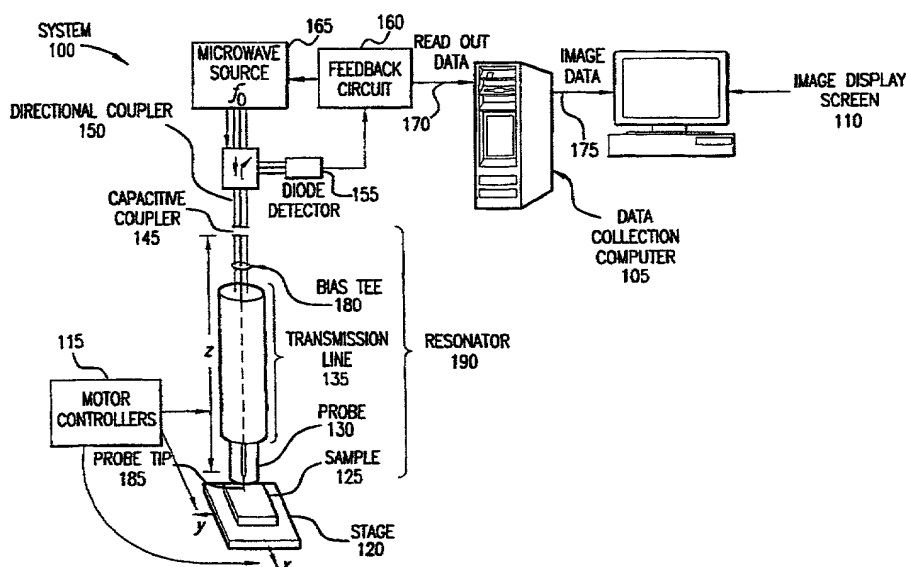 SYSTEM
100
165
MICROWAVE
SOURCE
f0
160
FEEDBACK
CIRCUIT
READ OUT
DATA
170
IMAGE
DATA
175
IMAGE DISPLAY
SCREEN
110
DIRECTIONAL COUPLER
150
DIODE
DETECTOR
155
CAPACITIVE
COUPLER
145
DATA
COLLECTION
COMPUTER
105
BIAS TEE
180
TRANSMISSION
LINE
135
RESONATOR
190
z
115
MOTOR
CONTROLLERS
PROBE
130
PROBE TIP
185
SAMPLE
125
STAGE
120
y
x